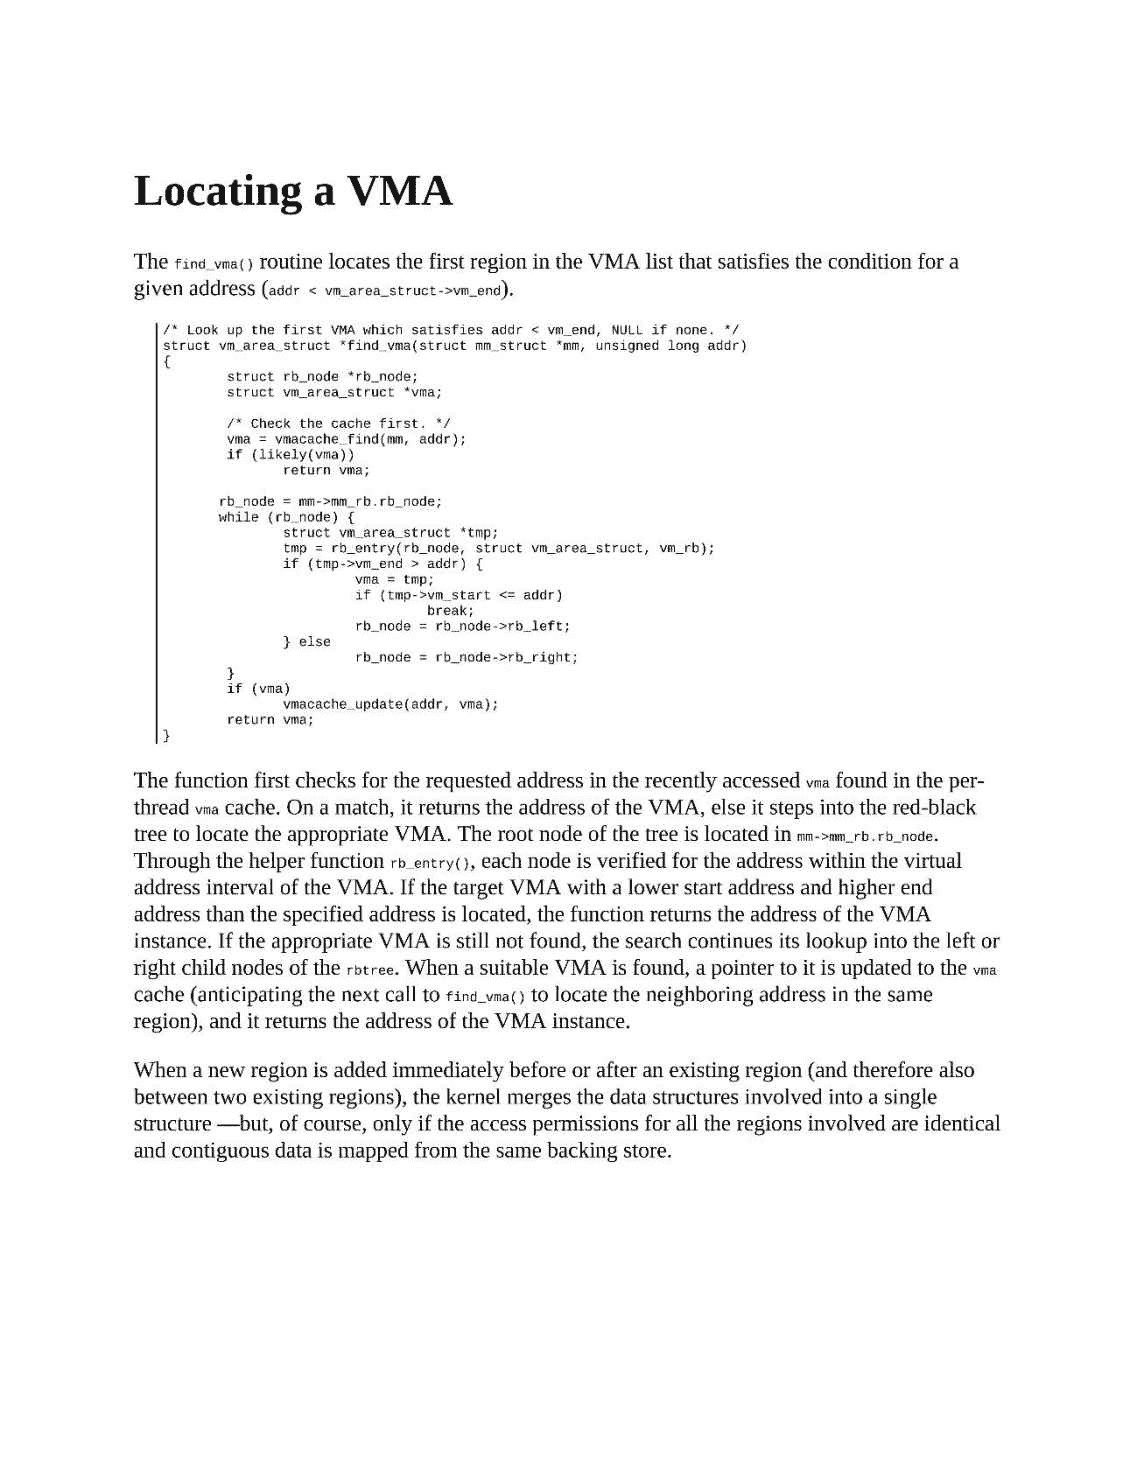 Locating a VMA
The find_vma() routine locates the first region in the VMA list that satisfies the condition for a
given address (addr < vm_area_struct->vm_end).
/* Look up the first VMA which satisfies addr < vm_end, NULL if none. */
struct vm_area_struct *find_vma(struct mm_struct *mm, unsigned long addr)
{
        struct rb_node *rb_node;
        struct vm_area_struct *vma;
        /* Check the cache first. */
        vma = vmacache_find(mm, addr);
        if (likely(vma))
               return vma;
       rb_node = mm->mm_rb.rb_node;
       while (rb_node) {
               struct vm_area_struct *tmp;
               tmp = rb_entry(rb_node, struct vm_area_struct, vm_rb);
               if (tmp->vm_end > addr) {
                        vma = tmp;
                        if (tmp->vm_start <= addr)
                                 break;
                        rb_node = rb_node->rb_left;
               } else
                        rb_node = rb_node->rb_right;
        }
        if (vma)
               vmacache_update(addr, vma);
        return vma;
}
The function first checks for the requested address in the recently accessed vma found in the per-
thread vma cache. On a match, it returns the address of the VMA, else it steps into the red-black
tree to locate the appropriate VMA. The root node of the tree is located in mm->mm_rb.rb_node.
Through the helper function rb_entry(), each node is verified for the address within the virtual
address interval of the VMA. If the target VMA with a lower start address and higher end
address than the specified address is located, the function returns the address of the VMA
instance. If the appropriate VMA is still not found, the search continues its lookup into the left or
right child nodes of the rbtree. When a suitable VMA is found, a pointer to it is updated to the vma
cache (anticipating the next call to find_vma() to locate the neighboring address in the same
region), and it returns the address of the VMA instance.
When a new region is added immediately before or after an existing region (and therefore also
between two existing regions), the kernel merges the data structures involved into a single
structure —but, of course, only if the access permissions for all the regions involved are identical
and contiguous data is mapped from the same backing store.